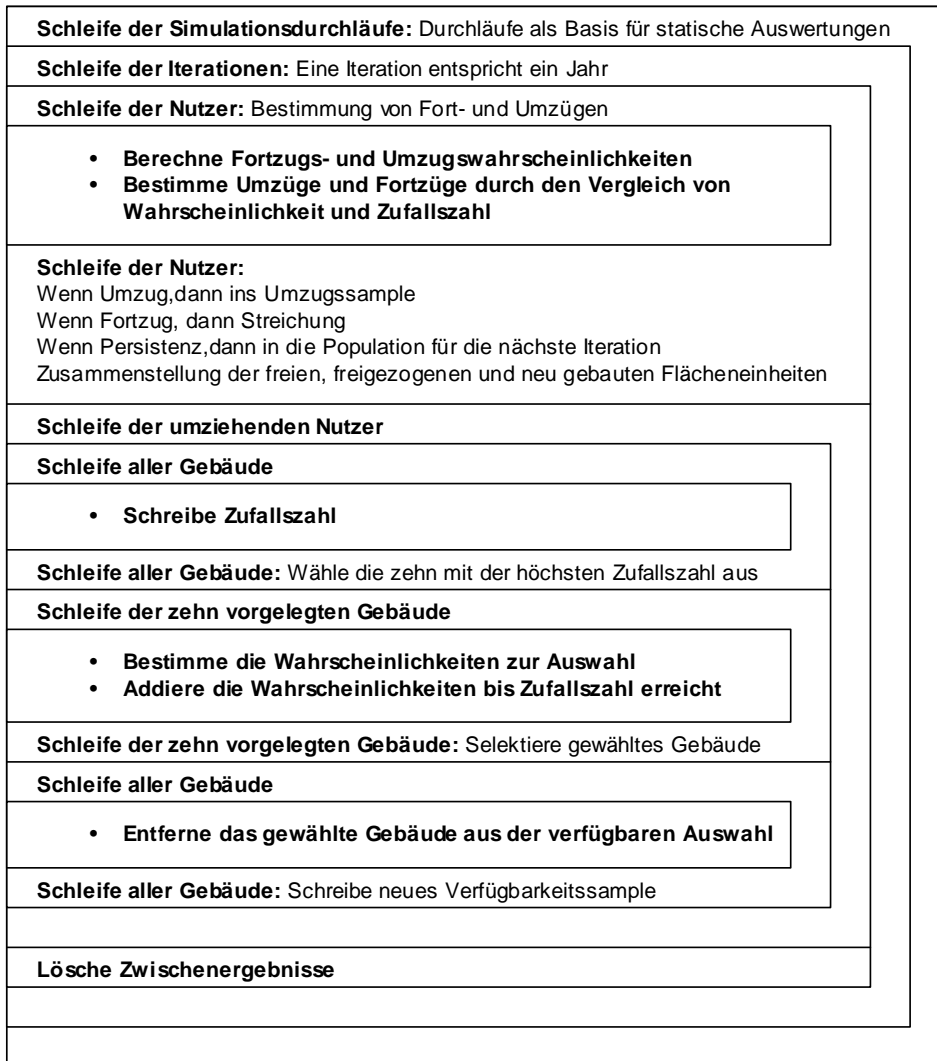 Schleife der Simulationsdurchläufe: Durchläufe als Basis für statische Auswertungen
Schleife der Iterationen: Eine Iteration entspricht ein Jahr
Schleife der Nutzer: Bestimmung von Fort- und Umzügen
• Berechne Fortzugs- und Umzugswahrscheinlichkeiten
• Bestimme Umzüge und Fortzüge durch den Vergleich von
Wahrscheinlichkeit und Zufallszahl
Schleife der Nutzer:
Wenn Umzug,dann ins Umzugssample
Wenn Fortzug, dann Streichung
Wenn Persistenz,dann in die Population für die nächste Iteration
Zusammenstellung der freien, freigezogenen und neu gebauten Flächeneinheiten
Schleife der umziehenden Nutzer
Schleife aller Gebäude
• Schreibe Zufallszahl
Schleife aller Gebäude: Wähle die zehn mit der höchsten Zufallszahl aus
Schleife der zehn vorgelegten Gebäude
• Bestimme die Wahrscheinlichkeiten zur Auswahl
• Addiere die Wahrscheinlichkeiten bis Zufallszahl erreicht
Schleife der zehn vorgelegten Gebäude: Selektiere gewähltes Gebäude
Schleife aller Gebäude
• Entferne das gewählte Gebäude aus der verfügbaren Auswahl
Schleife aller Gebäude: Schreibe neues Verfügbarkeitssample
Lösche Zwischenergebnisse